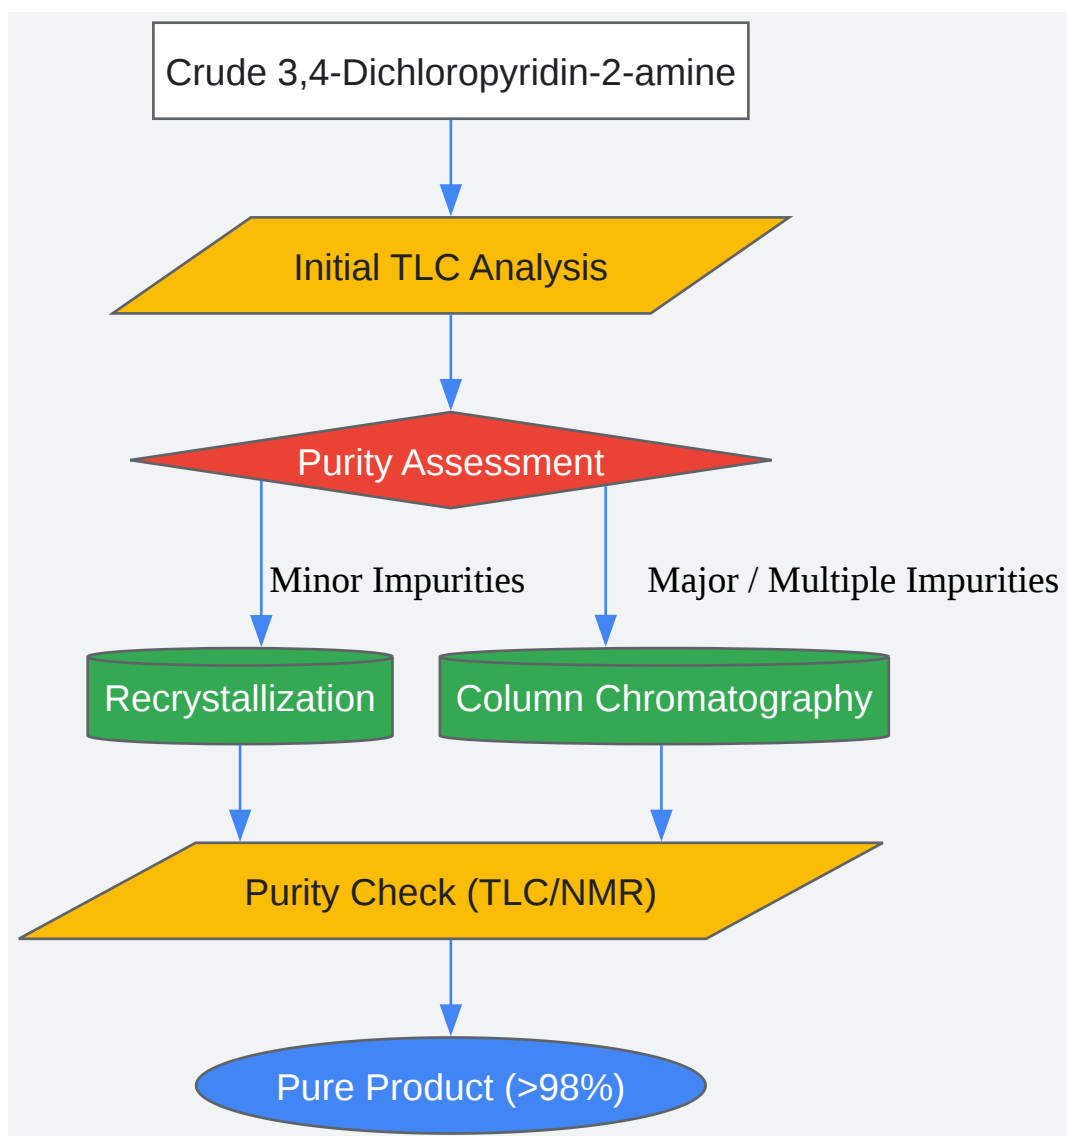 Crude 3,4-Dichloropyridin-2-amine
Initial TLC Analysis
Purity Assessment
Minor Impurities
Major / Multiple Impurities
Recrystallization
Column Chromatography
Purity Check (TLC/NMR)
Pure Product (>98%)